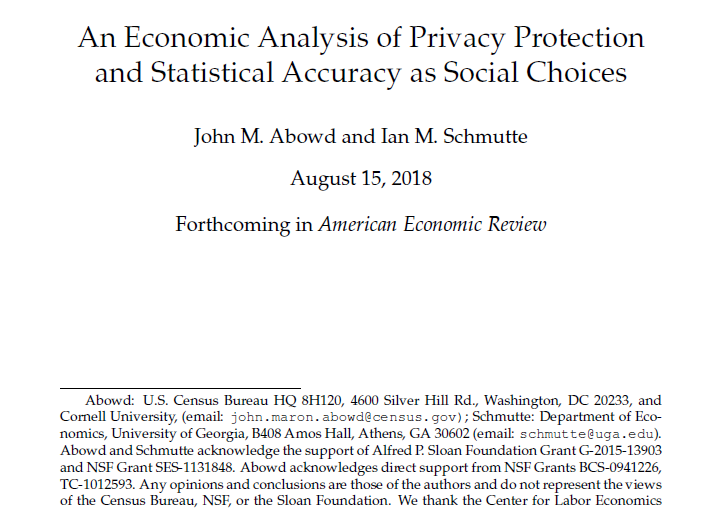 An Economic Analysis of Privacy Protection
and Statistical Accuracy as Social Choices
John M. Abowd and Ian M. Schmutte
August 15, 2018
Forthcoming in American Economic Review
Abowd: U.S. Census Bureau HQ 8H120, 4600 Silver Hill Rd., Washington, DC 20233, and
Cornell University, (email: john.maron.abowd@census.gov); Schmutte: Department of Eco-
nomics, University of Georgia, B408 Amos Hall, Athens, GA 30602 (email: schmutte@uga.edu).
Abowd and Schmutte acknowledge the support of Alfred P. Sloan Foundation Grant G-2015-13903
and NSF Grant SES-1131848. Abowd acknowledges direct support from NSF Grants BCS-0941226,
TC-1012593. Any opinions and conclusions are those of the authors and do not represent the views
of the Census Bureau, NSF, or the Sloan Foundation. We thank the Center for Labor Economics